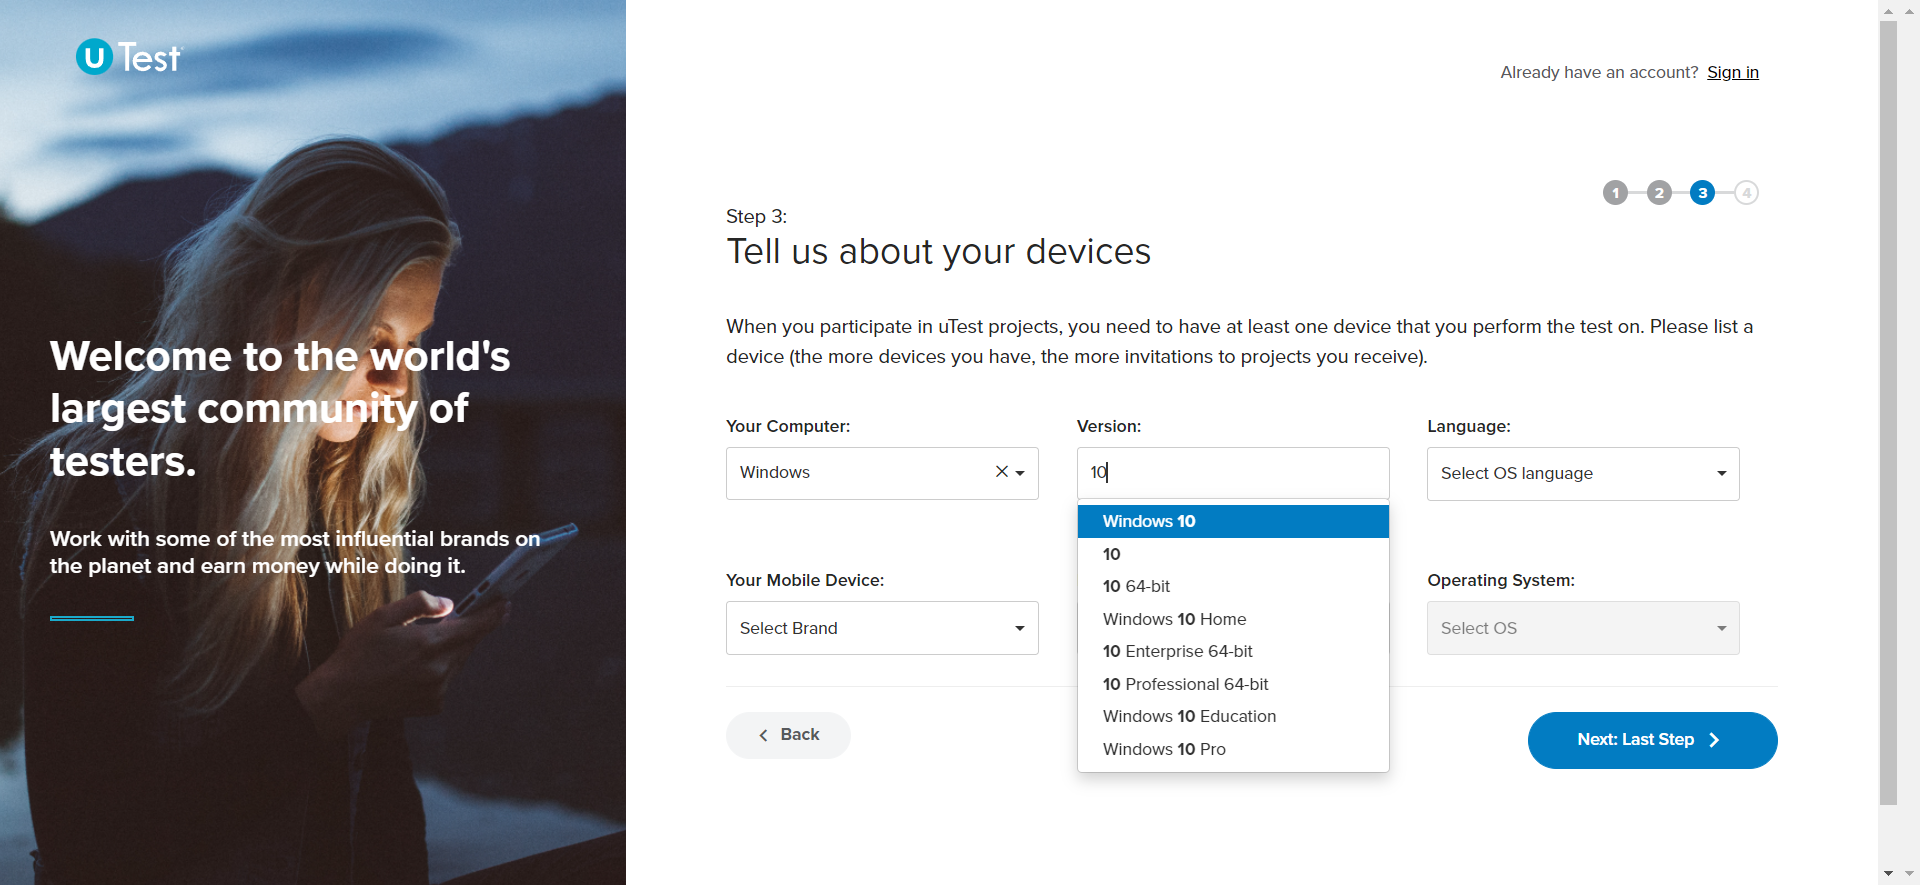 U Test
Already have an account? Sign in
1 2 3 4
Step 3:
Tell us about your devices
Welcome to the world's
largest community of
testers.
Work with some of the most influential brands on
the planet and earn money while doing it.
When you participate in uTest projects, you need to have at least one device that you perform the test on. Please list a
device (the more devices you have, the more invitations to projects you receive).
Your Computer:
Windows
Version:
10
Language:
Select OS language
Windows 10
10
10 64-bit
Windows 10 Home
10 Enterprise 64-bit
10 Professional 64-bit
Windows 10 Education
Windows 10 Pro
Your Mobile Device:
Select Brand
Operating System:
Select OS
Back
Next: Last Step